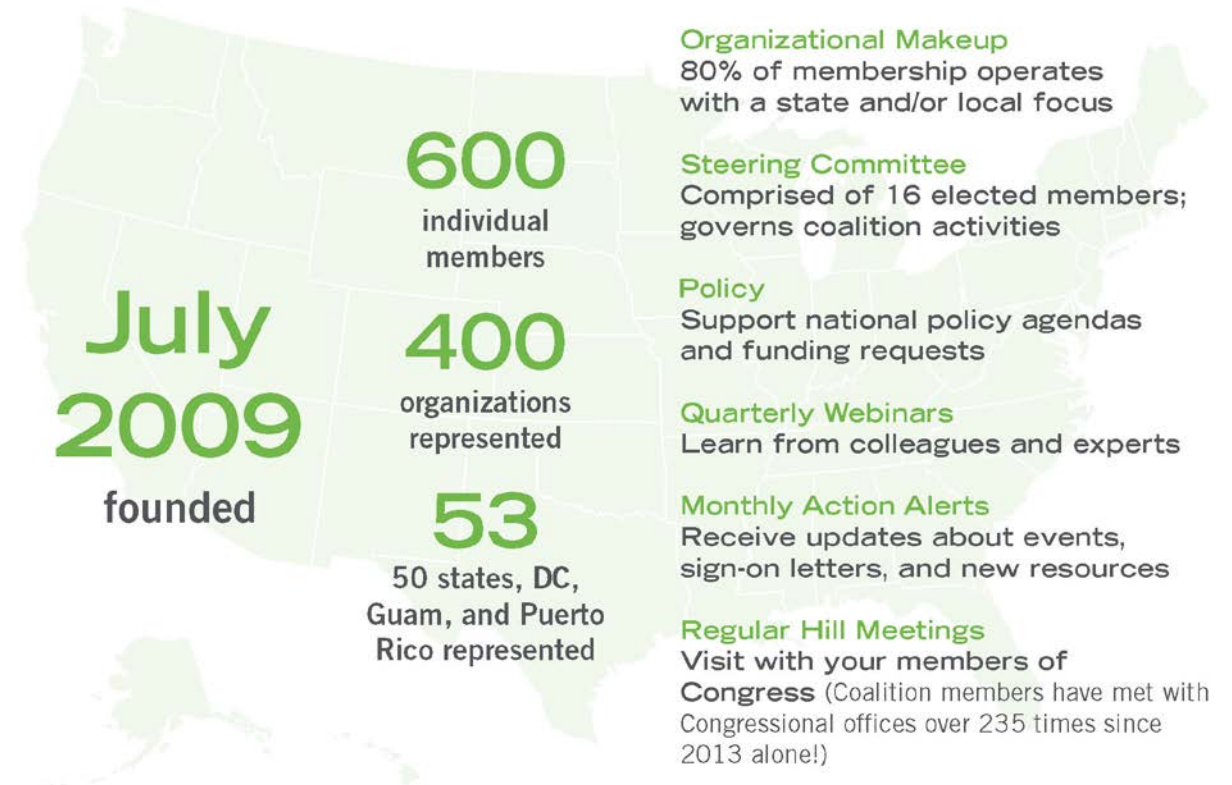 July
2009
founded
600
individual
members
400
organizations
represented
53
50 states, DC,
Guam, and Puerto
Rico represented
Organizational Makeup
80% of membership operates
with a state and/or local focus
Steering Committee
Comprised of 16 elected members;
governs coalition activities
Policy
Support national policy agendas
and funding requests
Quarterly Webinars
Learn from colleagues and experts
Monthly Action Alerts
Receive updates about events,
sign-on letters, and new resources
Regular Hill Meetings
Visit with your members of
Congress (Coalition members have met with
Congressional offices over 235 times since
2013 alone!)